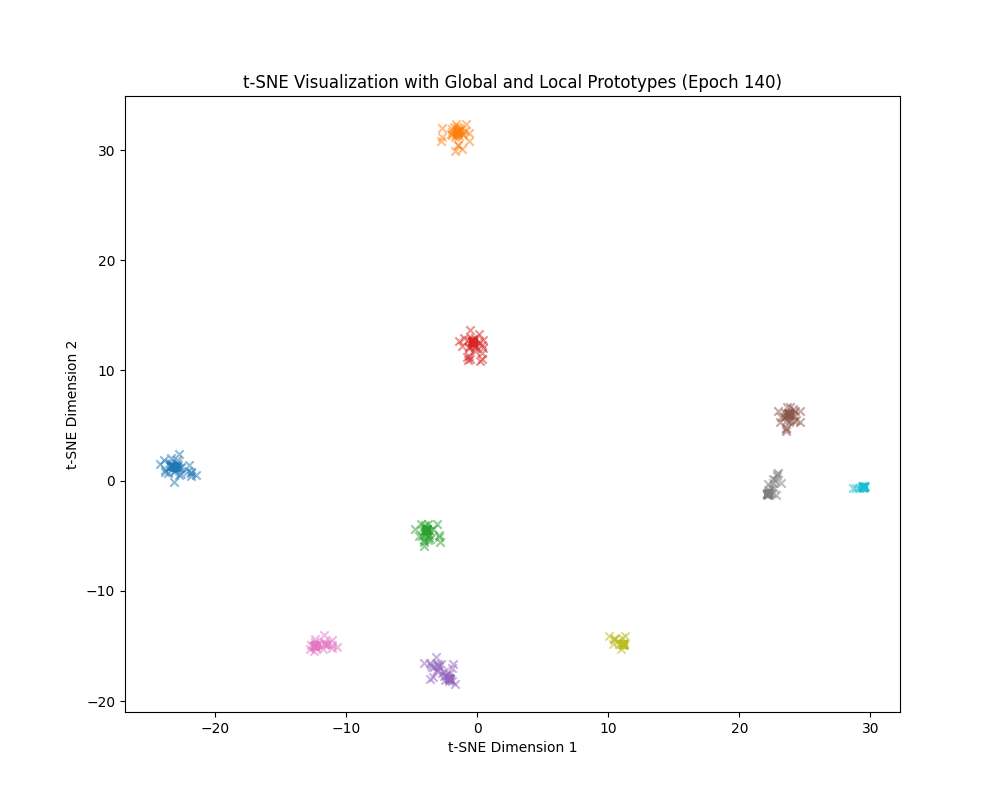 t-SNE Visualization with Global and Local Prototypes (Epoch 140)
30
20
10
0
−10
−20
t-SNE Dimension 2
−20 −10 0 10 20 30
t-SNE Dimension 1